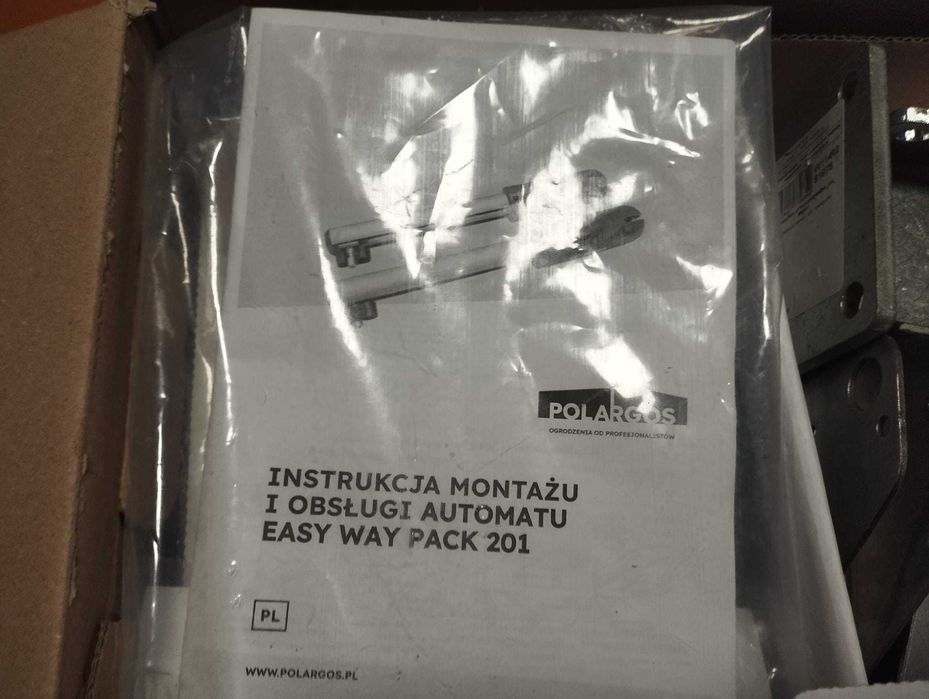 POLARGOS
OGRODZENIA OD PROFESJONALISTÓW
INSTRUKCJA MONTAŻU
I OBSŁUGI AUTOMATU
EASY WAY PACK 201
PL
WWW.POLARGOS.PL